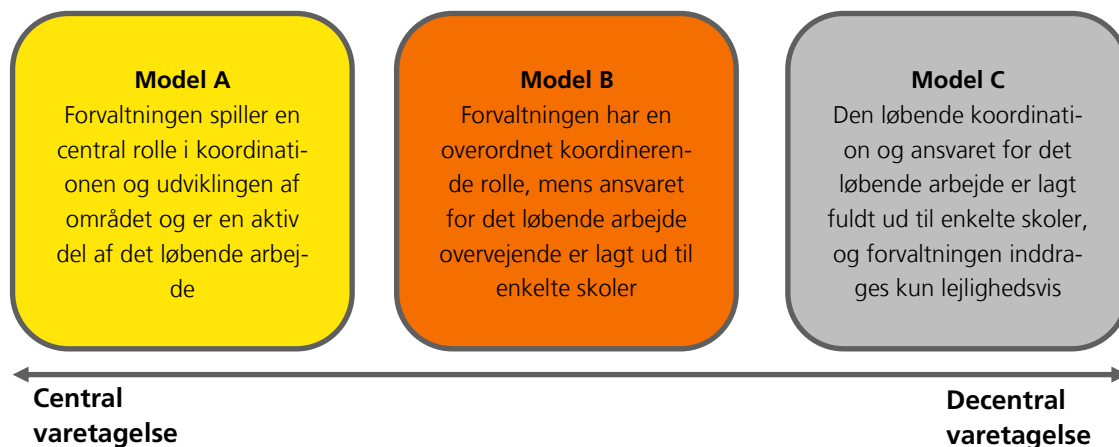 Model A
Forvaltningen spiller en
central rolle i koordinati-
onen og udviklingen af
området og er en aktiv
del af det løbende arbej-
de
Model B
Forvaltningen har en
overordnet koordineren-
de rolle, mens ansvaret
for det løbende arbejde
overvejende er lagt ud til
enkelte skoler
Model C
Den løbende koordinati-
on og ansvaret for det
løbende arbejde er lagt
fuldt ud til enkelte skoler,
og forvaltningen inddra-
ges kun lejlighedsvis
Central
varetagelse
Decentral
varetagelse